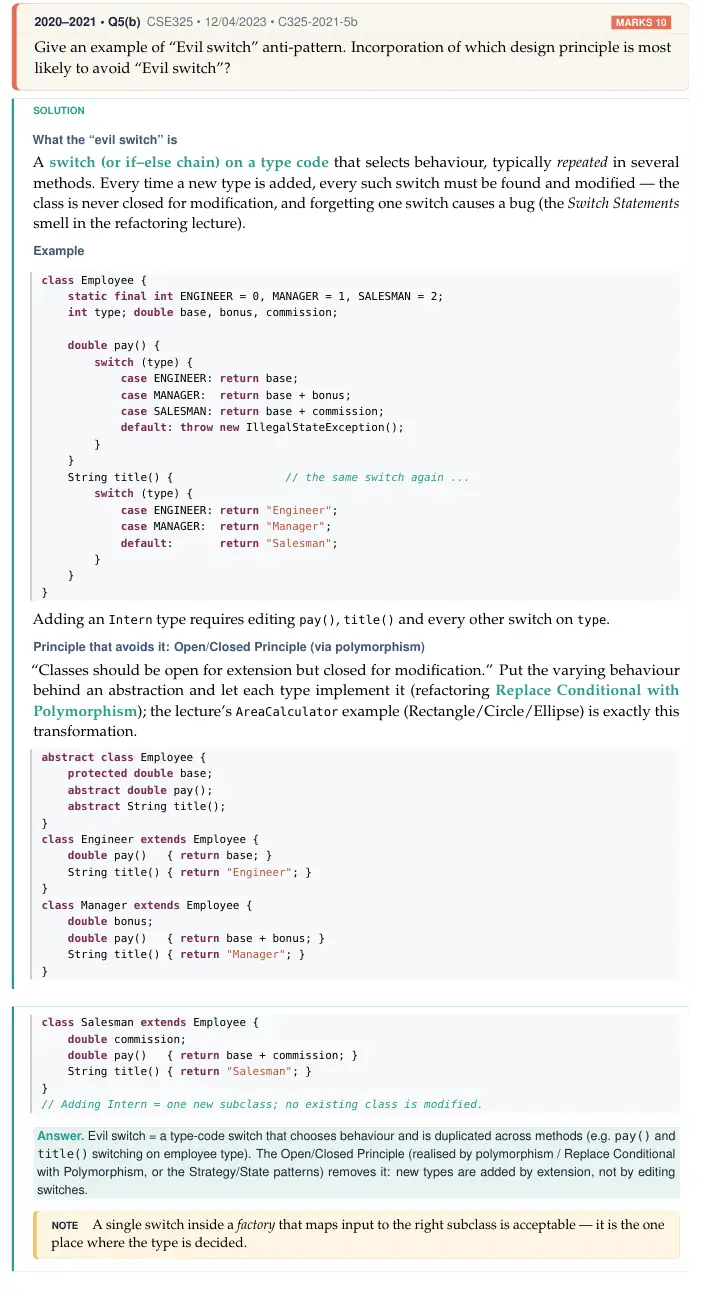 2020–2021 • Q5(b) CSE325 • 12/04/2023 • C325-2021-5b MARKS 10
Give an example of “Evil switch” anti-pattern. Incorporation of which design principle is most
likely to avoid “Evil switch”?
SOLUTION
What the “evil switch” is
A switch (or if–else chain) on a type code that selects behaviour, typically repeated in several
methods. Every time a new type is added, every such switch must be found and modified — the
class is never closed for modification, and forgetting one switch causes a bug (the Switch Statements
smell in the refactoring lecture).
Example
class Employee {
    static final int ENGINEER = 0, MANAGER = 1, SALESMAN = 2;
    int type; double base, bonus, commission;

    double pay() {
        switch (type) {
            case ENGINEER: return base;
            case MANAGER:  return base + bonus;
            case SALESMAN: return base + commission;
            default: throw new IllegalStateException();
        }
    }
    String title() {                 // the same switch again ...
        switch (type) {
            case ENGINEER: return "Engineer";
            case MANAGER:  return "Manager";
            default:       return "Salesman";
        }
    }
}
Adding an Intern type requires editing pay(), title() and every other switch on type.
Principle that avoids it: Open/Closed Principle (via polymorphism)
“Classes should be open for extension but closed for modification.” Put the varying behaviour
behind an abstraction and let each type implement it (refactoring Replace Conditional with
Polymorphism); the lecture’s AreaCalculator example (Rectangle/Circle/Ellipse) is exactly this
transformation.
abstract class Employee {
    protected double base;
    abstract double pay();
    abstract String title();
}
class Engineer extends Employee {
    double pay()   { return base; }
    String title() { return "Engineer"; }
}
class Manager extends Employee {
    double bonus;
    double pay()   { return base + bonus; }
    String title() { return "Manager"; }
}
class Salesman extends Employee {
    double commission;
    double pay()   { return base + commission; }
    String title() { return "Salesman"; }
}
// Adding Intern = one new subclass; no existing class is modified.
Answer. Evil switch = a type-code switch that chooses behaviour and is duplicated across methods (e.g. pay() and
title() switching on employee type). The Open/Closed Principle (realised by polymorphism / Replace Conditional
with Polymorphism, or the Strategy/State patterns) removes it: new types are added by extension, not by editing
switches.
NOTE A single switch inside a factory that maps input to the right subclass is acceptable — it is the one
place where the type is decided.